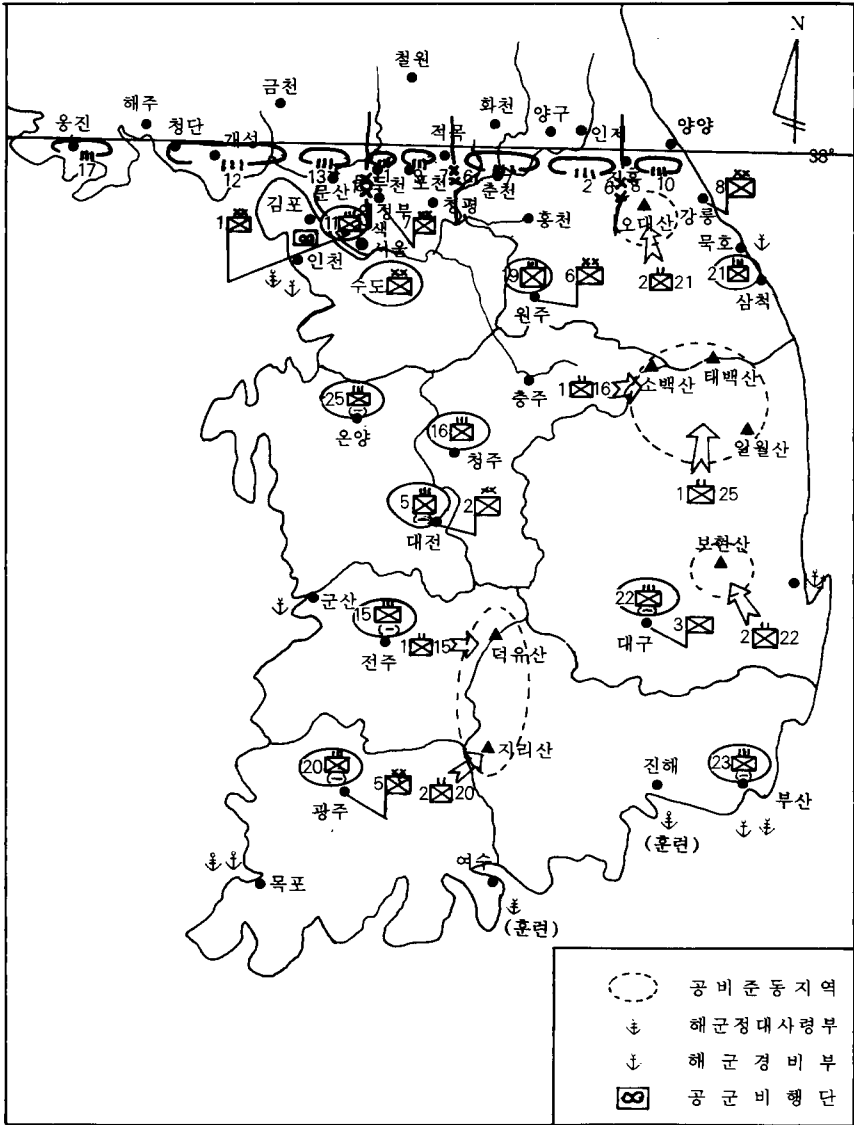 N
철원
금천
해주
화천
양구
인제
양양
옹진
청단
개성
적목
38°
17
12
13
1
9
7
6
7
2
6
8
10
문산
포천
춘천
김포
청평
홍천
오대산
강릉
8
1
11
7
서울
묵호
인천
수도
19
6
2
21
21
원주
삼척
소백산
태백산
충주
1
16
25
온양
16
청주
일월산
1
25
5
2
대전
보현산
군산
15
22
전주
1
15
덕유산
대구
3
2
22
지리산
20
5
2
20
광주
진해
23
부산
(훈련)
목포
여수
(훈련)
공비준동지역
해군정대사령부
해군경비부
공군비행단